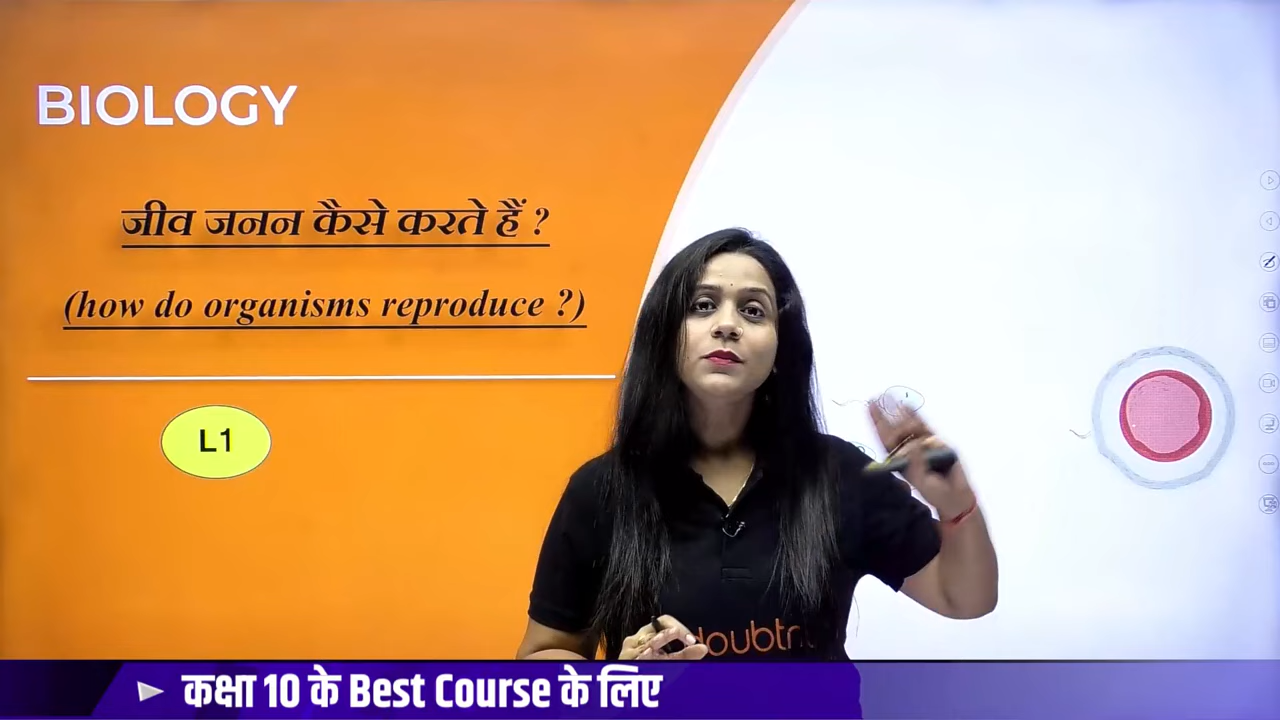 BIOLOGY
जीव जनन कैसे करते हैं ?
(how do organisms reproduce ?)
L1
कक्षा 10 के Best Course के लिए